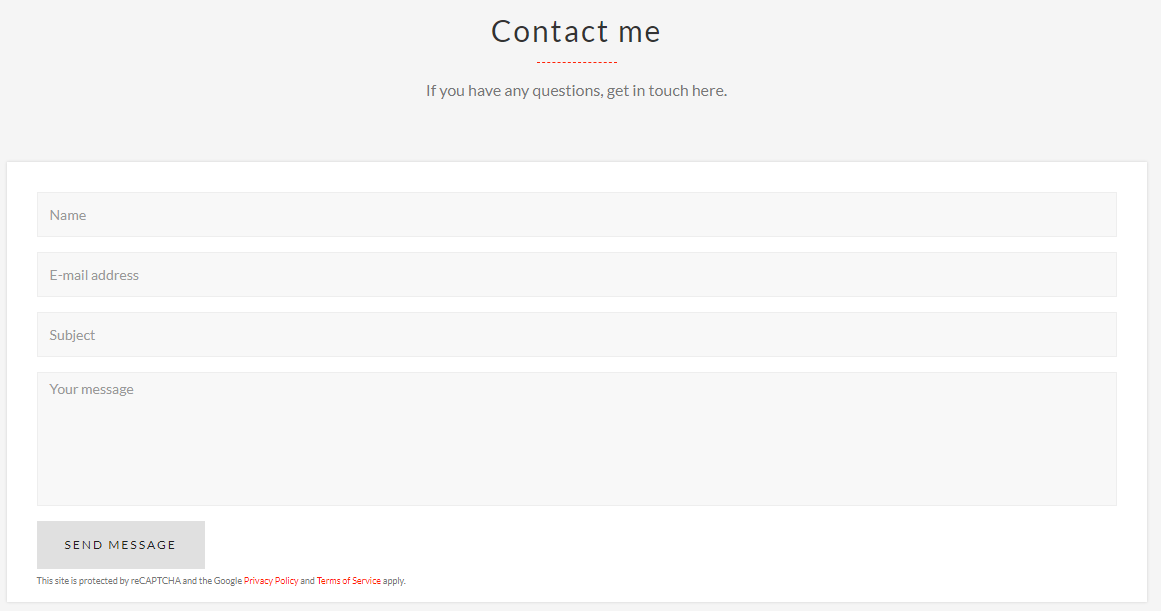 Contact me
If you have any questions, get in touch here.
Name
E-mail address
Subject
Your message
SEND MESSAGE
This site is protected by reCAPTCHA and the Google Privacy Policy and Terms of Service apply.